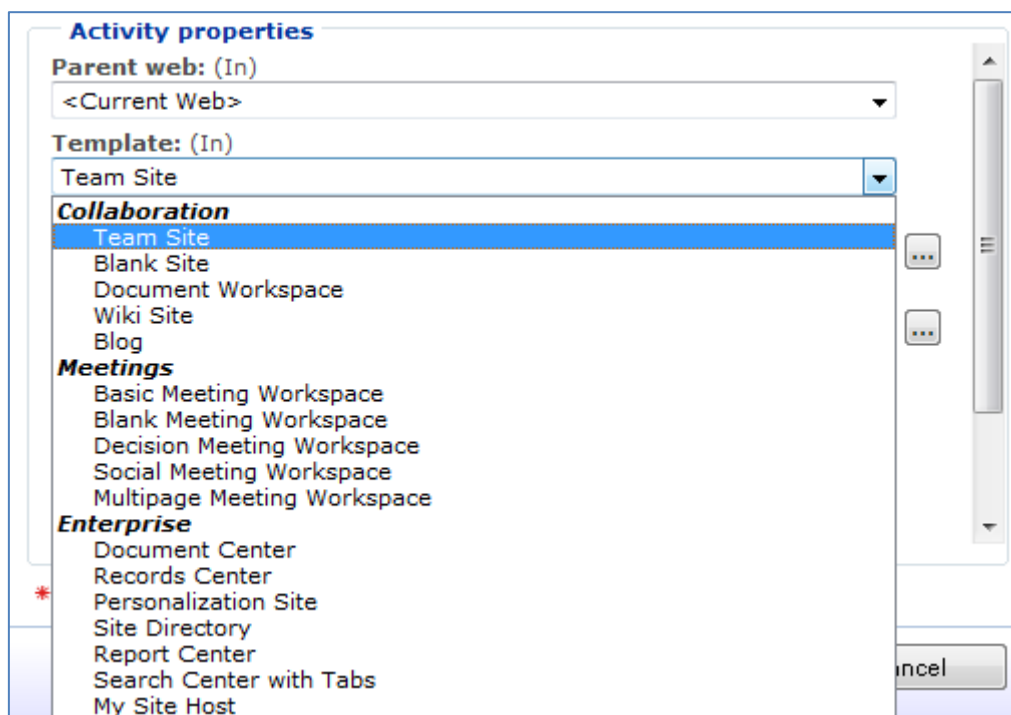 Activity properties
Parent web: (In)
<Current Web>
Template: (In)
Team Site
Collaboration
Team Site
Blank Site
...
Document Workspace
Wiki Site
...
Blog
Meetings
Basic Meeting Workspace
Blank Meeting Workspace
Decision Meeting Workspace
Social Meeting Workspace
Multipage Meeting Workspace
Enterprise
Document Center
Records Center
*
Personalization Site
Site Directory
Report Center
ncel
Search Center with Tabs
My Site Host